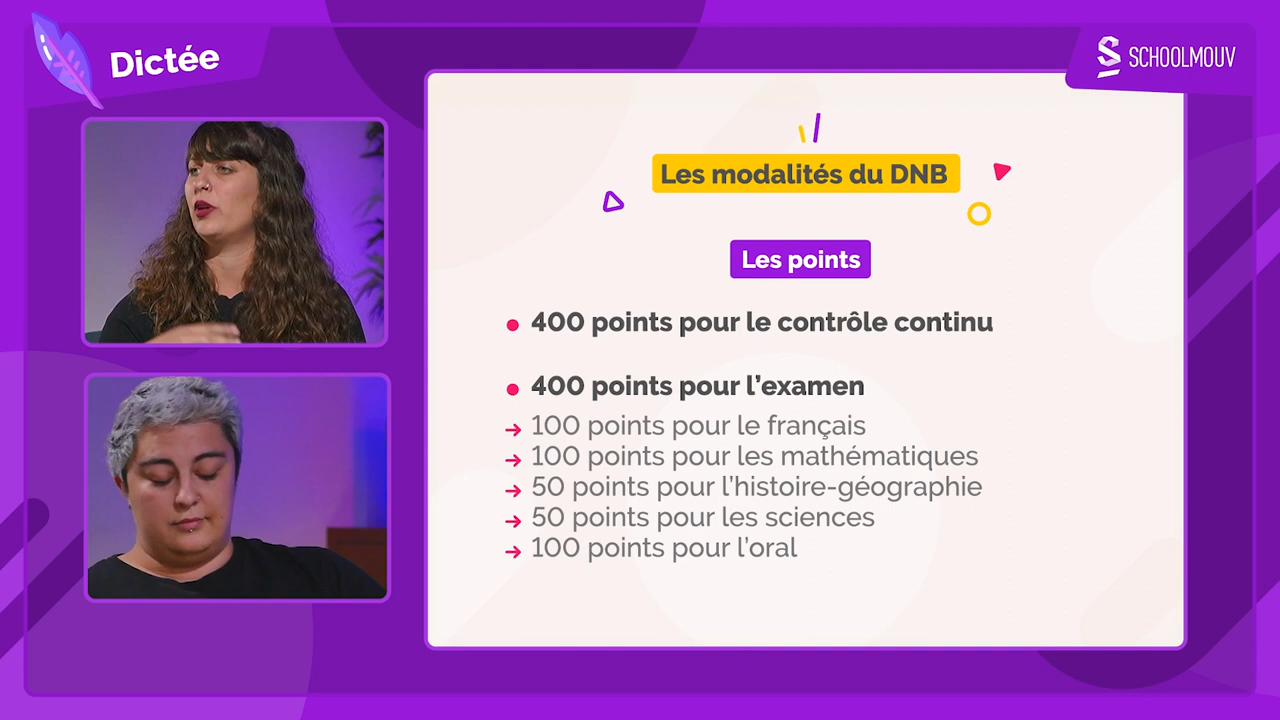 Dictée
SCHOOLMOUV
Les modalités du DNB
Les points
400 points pour le contrôle continu
400 points pour l'examen
→ 100 points pour le français
→ 100 points pour les mathématiques
→ 50 points pour l'histoire-géographie
→ 50 points pour les sciences
→ 100 points pour l'oral